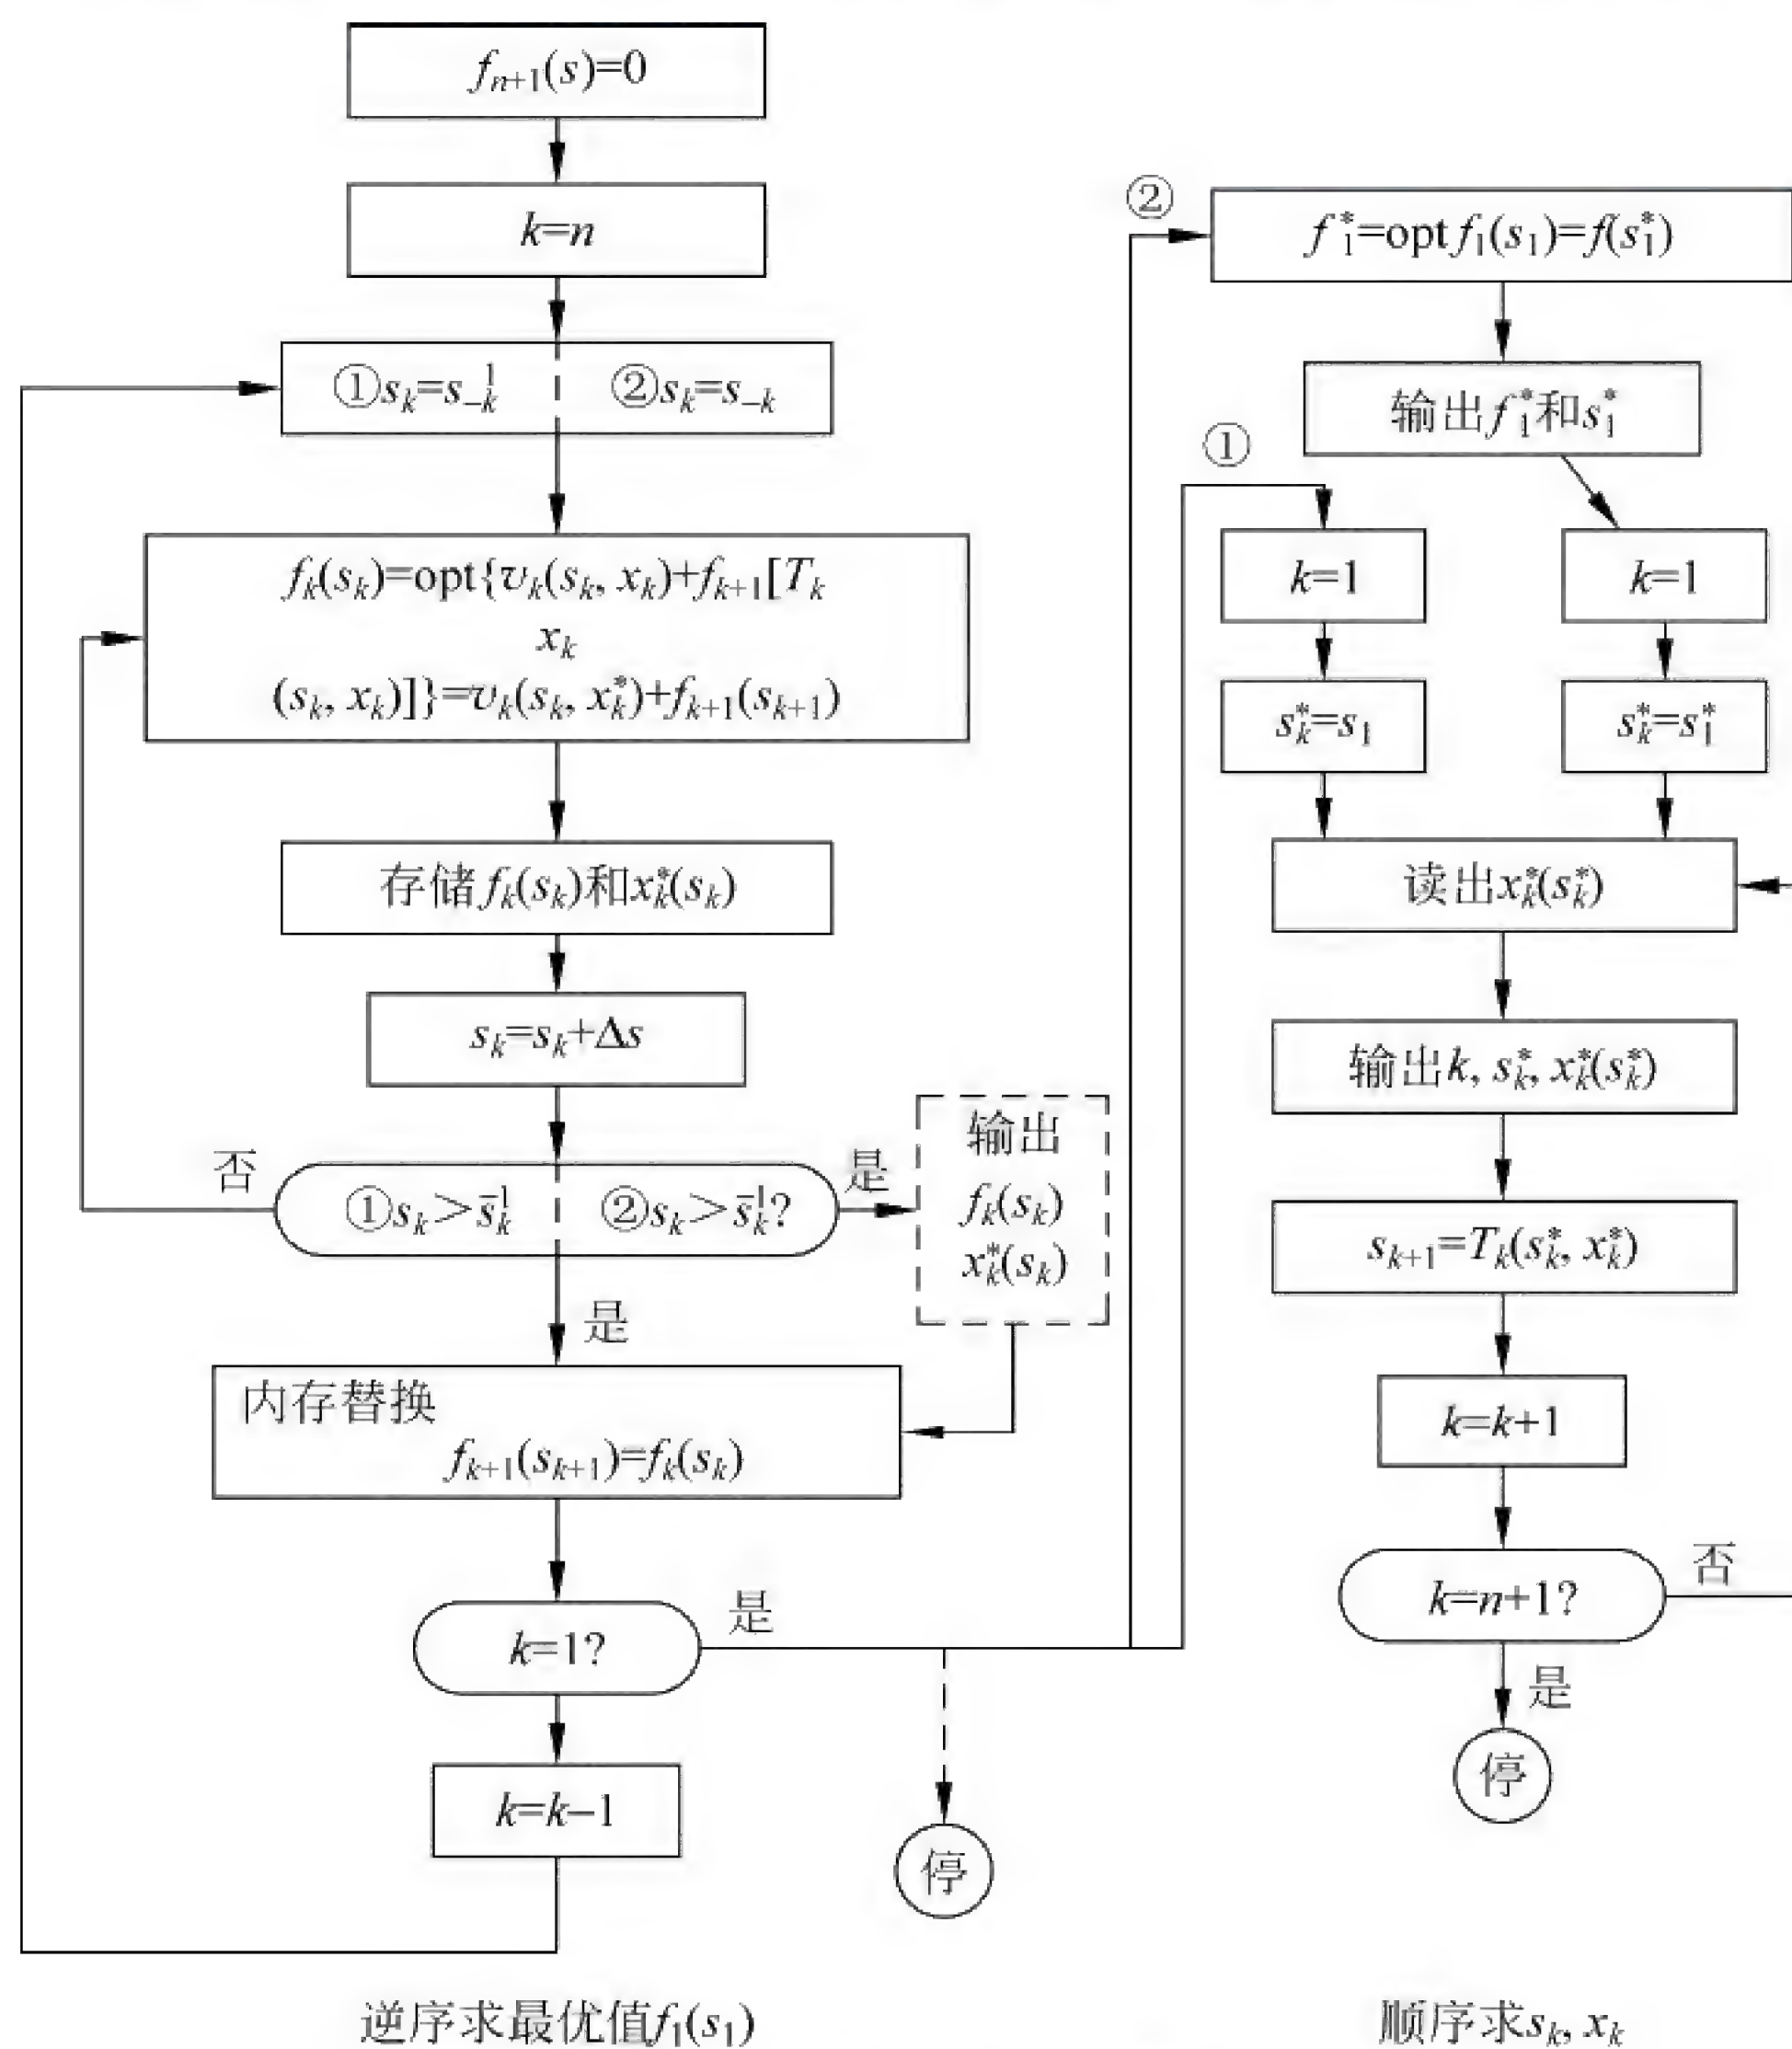 fₙ₊₁(s)=0
k=n
①sₖ=s₋ₖ¹ ②sₖ=s₋ₖ
fₖ(sₖ)=opt{vₖ(sₖ, xₖ)+fₖ₊₁[Tₖ
xₖ
(sₖ, xₖ)]}=vₖ(sₖ, xₖ*)+fₖ₊₁(sₖ₊₁)
存储fₖ(sₖ)和xₖ*(sₖ)
sₖ=sₖ+Δs
否
①sₖ>s̄ₖ¹ ②sₖ>s̄ₖ¹?
是
输出
fₖ(sₖ)
xₖ*(sₖ)
是
内存替换
fₖ₊₁(sₖ₊₁)=fₖ(sₖ)
k=1?
是
k=k−1
停
逆序求最优值f₁(s₁)
②
f₁*=opt f₁(s₁)=f(s₁*)
输出f₁*和s₁*
①
k=1
k=1
sₖ*=s₁
sₖ*=s₁*
读出xₖ*(sₖ*)
输出k, sₖ*, xₖ*(sₖ*)
sₖ₊₁=Tₖ(sₖ*, xₖ*)
k=k+1
k=n+1?
否
是
停
顺序求sₖ, xₖ